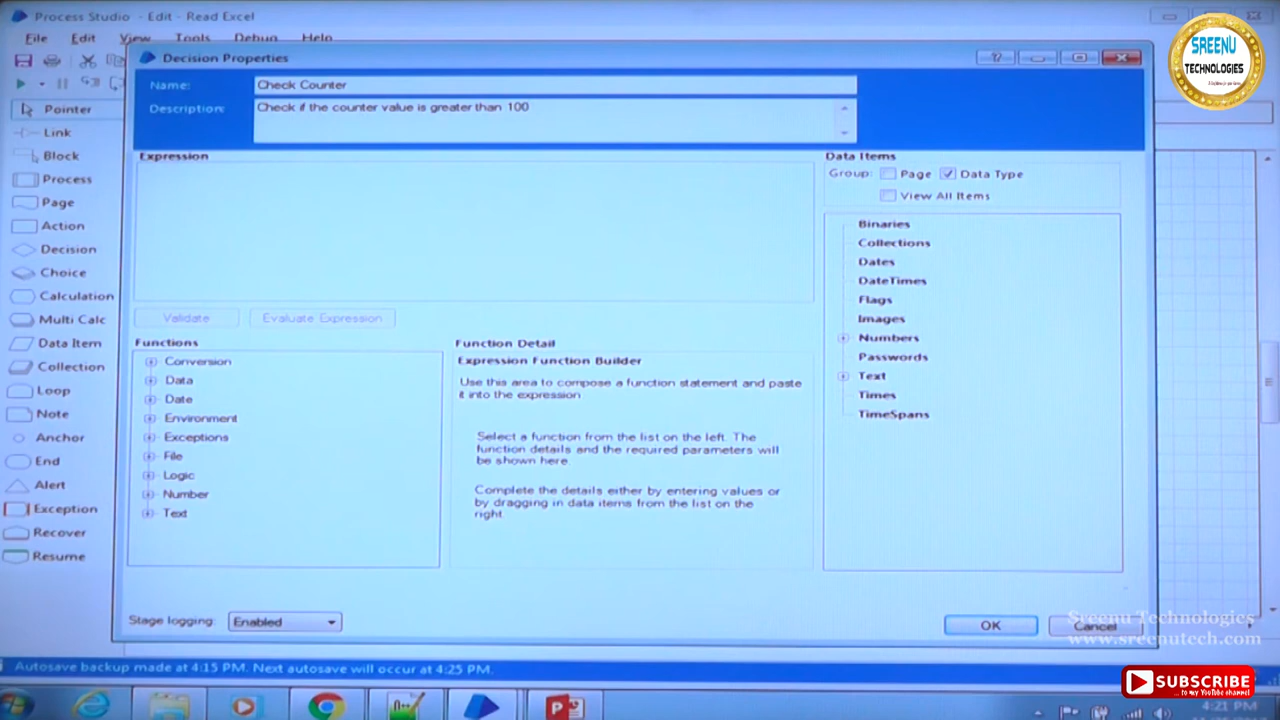 Process Studio - Edit - Read Excel
File Edit View Tools Debug Help
SREENU
TECHNOLOGIES
Decision Properties
Name: Check Counter
Description: Check if the counter value is greater than 100
Pointer
Link
Block
Process
Page
Action
Decision
Choice
Calculation
Multi Calc
Data Item
Collection
Loop
Note
Anchor
End
Alert
Exception
Recover
Resume
Expression
Validate Evaluate Expression
Functions
Conversion
Data
Date
Environment
Exceptions
File
Logic
Number
Text
Function Detail
Expression Function Builder
Use this area to compose a function statement and paste
it into the expression
Select a function from the list on the left. The
function details and the required parameters will
be shown here.
Complete the details either by entering values or
by dragging in data items from the list on the
right.
Data Items
Group: Page Data Type
View All Items
Binaries
Collections
Dates
DateTimes
Flags
Images
Numbers
Passwords
Text
Times
TimeSpans
Stage logging: Enabled
OK Cancel
Sreenu Technologies
www.sreenutech.com
Autosave backup made at 4:15 PM. Next autosave will occur at 4:25 PM.
SUBSCRIBE
... to my YouTube channel
4:21 PM